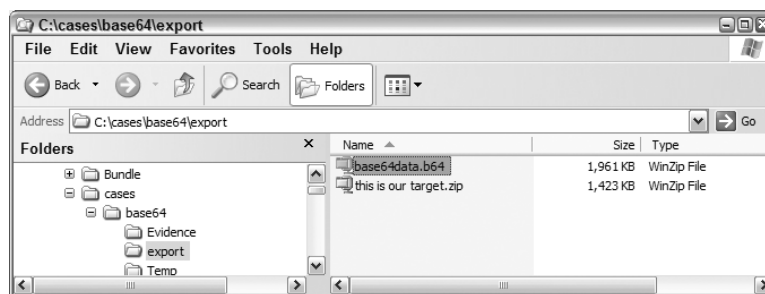 C:\cases\base64\export
File Edit View Favorites Tools Help
Back Search Folders
Address C:\cases\base64\export Go
Folders x Name Size Type
Bundle
cases
base64
Evidence
export
Temp
base64data.b64 1,961 KB WinZip File
this is our target.zip 1,423 KB WinZip File